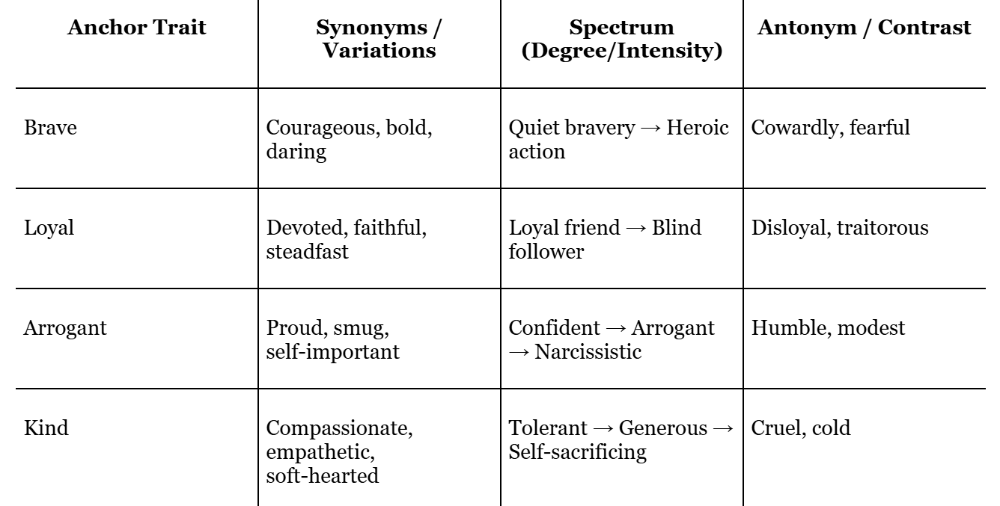 Anchor Trait
Synonyms /
Variations
Spectrum
(Degree/Intensity)
Antonym / Contrast
Brave
Courageous, bold,
daring
Quiet bravery → Heroic
action
Cowardly, fearful
Loyal
Devoted, faithful,
steadfast
Loyal friend → Blind
follower
Disloyal, traitorous
Arrogant
Proud, smug,
self-important
Confident → Arrogant
→ Narcissistic
Humble, modest
Kind
Compassionate,
empathetic,
soft-hearted
Tolerant → Generous →
Self-sacrificing
Cruel, cold